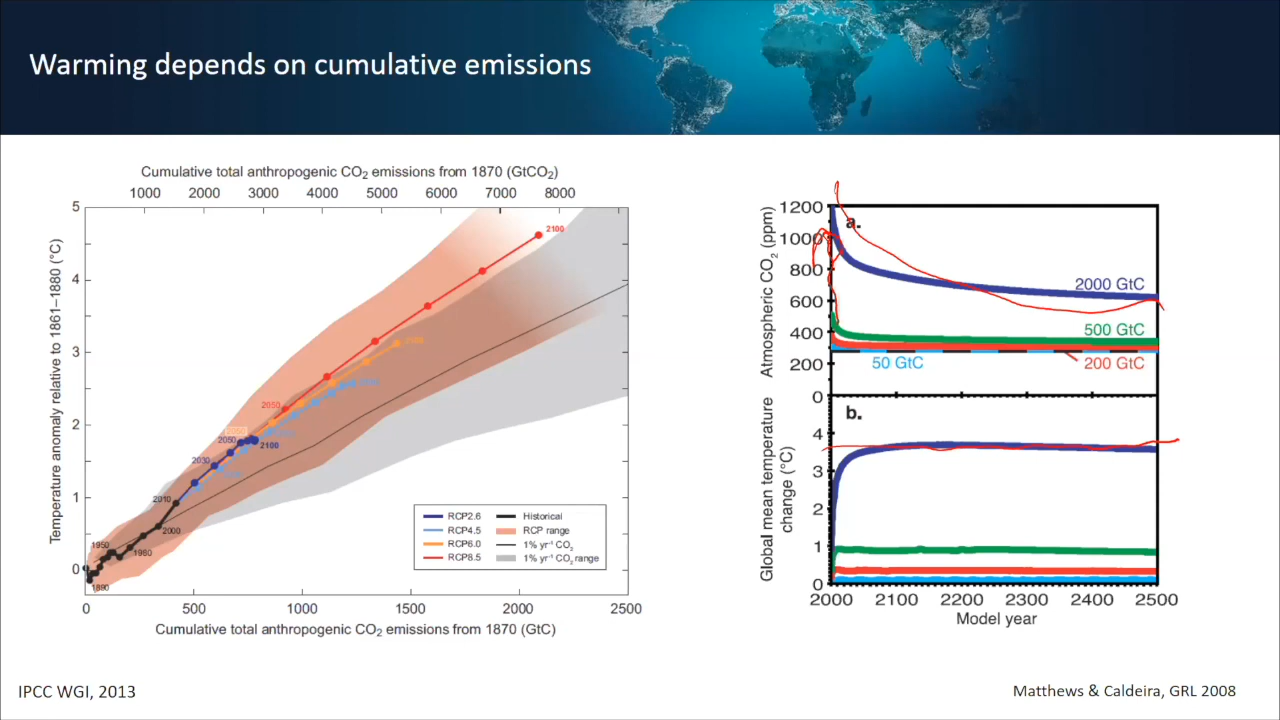 Warming depends on cumulative emissions
Cumulative total anthropogenic CO2 emissions from 1870 (GtCO2)
1000 2000 3000 4000 5000 6000 7000 8000
Temperature anomaly relative to 1861–1880 (°C)
5
4
3
2
1
0
2100
2100
2050
2050
2100
2030
2010
2000
1950
1980
1890
RCP2.6
RCP4.5
RCP6.0
RCP8.5
Historical
RCP range
1% yr⁻¹ CO2
1% yr⁻¹ CO2 range
0 500 1000 1500 2000 2500
Cumulative total anthropogenic CO2 emissions from 1870 (GtC)
Atmospheric CO2 (ppm)
1200
1000
800
600
400
200
0
a.
2000 GtC
500 GtC
50 GtC
200 GtC
Global mean temperature
change (°C)
b.
4
3
2
1
0
2000 2100 2200 2300 2400 2500
Model year
IPCC WGI, 2013
Matthews & Caldeira, GRL 2008